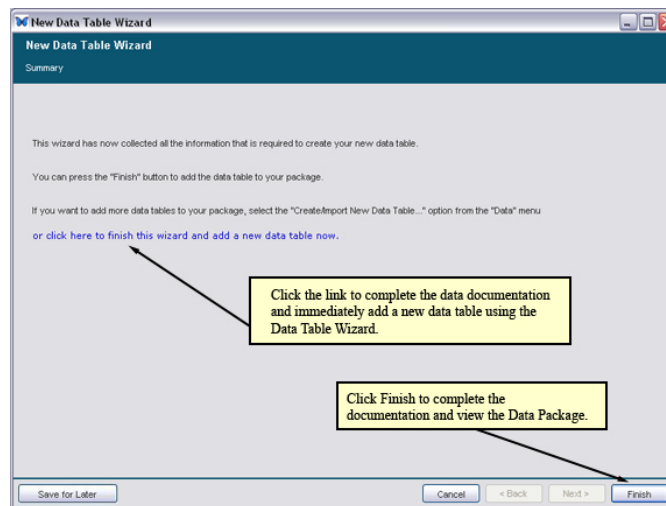 New Data Table Wizard
New Data Table Wizard
Summary
This wizard has now collected all the information that is required to create your new data table.
You can press the "Finish" button to add the data table to your package.
If you want to add more data tables to your package, select the "Create/Import New Data Table..." option from the "Data" menu
or click here to finish this wizard and add a new data table now.
Click the link to complete the data documentation
and immediately add a new data table using the
Data Table Wizard.
Click Finish to complete the
documentation and view the Data Package.
Save for Later
Cancel
< Back
Next >
Finish